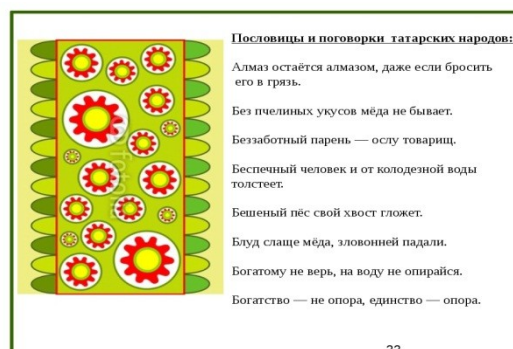 Пословицы и поговорки татарских народов:
Алмаз остаётся алмазом, даже если бросить
его в грязь.
Без пчелиных укусов мёда не бывает.
Беззаботный парень — ослу товарищ.
Беспечный человек и от колодезной воды
толстеет.
Бешеный пёс свой хвост гложет.
Блуд слаще мёда, зловонней падали.
Богатому не верь, на воду не опирайся.
Богатство — не опора, единство — опора.